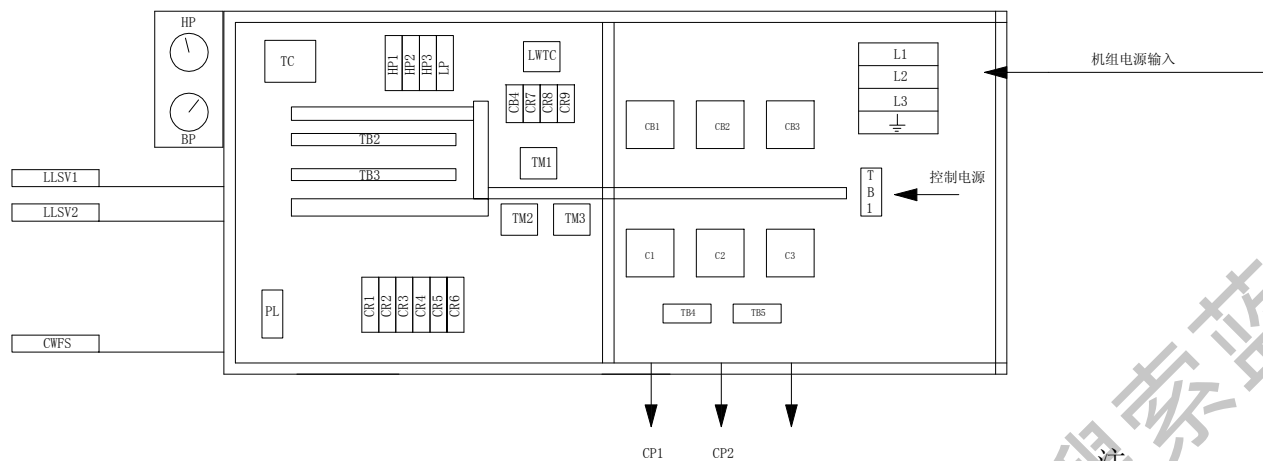 HP
BP
LLSV1
LLSV2
CWFS
TC
HP1
HP2
HP3
LP
LWTC
CB4
CR7
CR8
CR9
TB2
TB3
TM1
TM2
TM3
PL
CR1
CR2
CR3
CR4
CR5
CR6
CB1
CB2
CB3
L1
L2
L3
机组电源输入
TB1
控制电源
C1
C2
C3
TB4
TB5
CP1
CP2